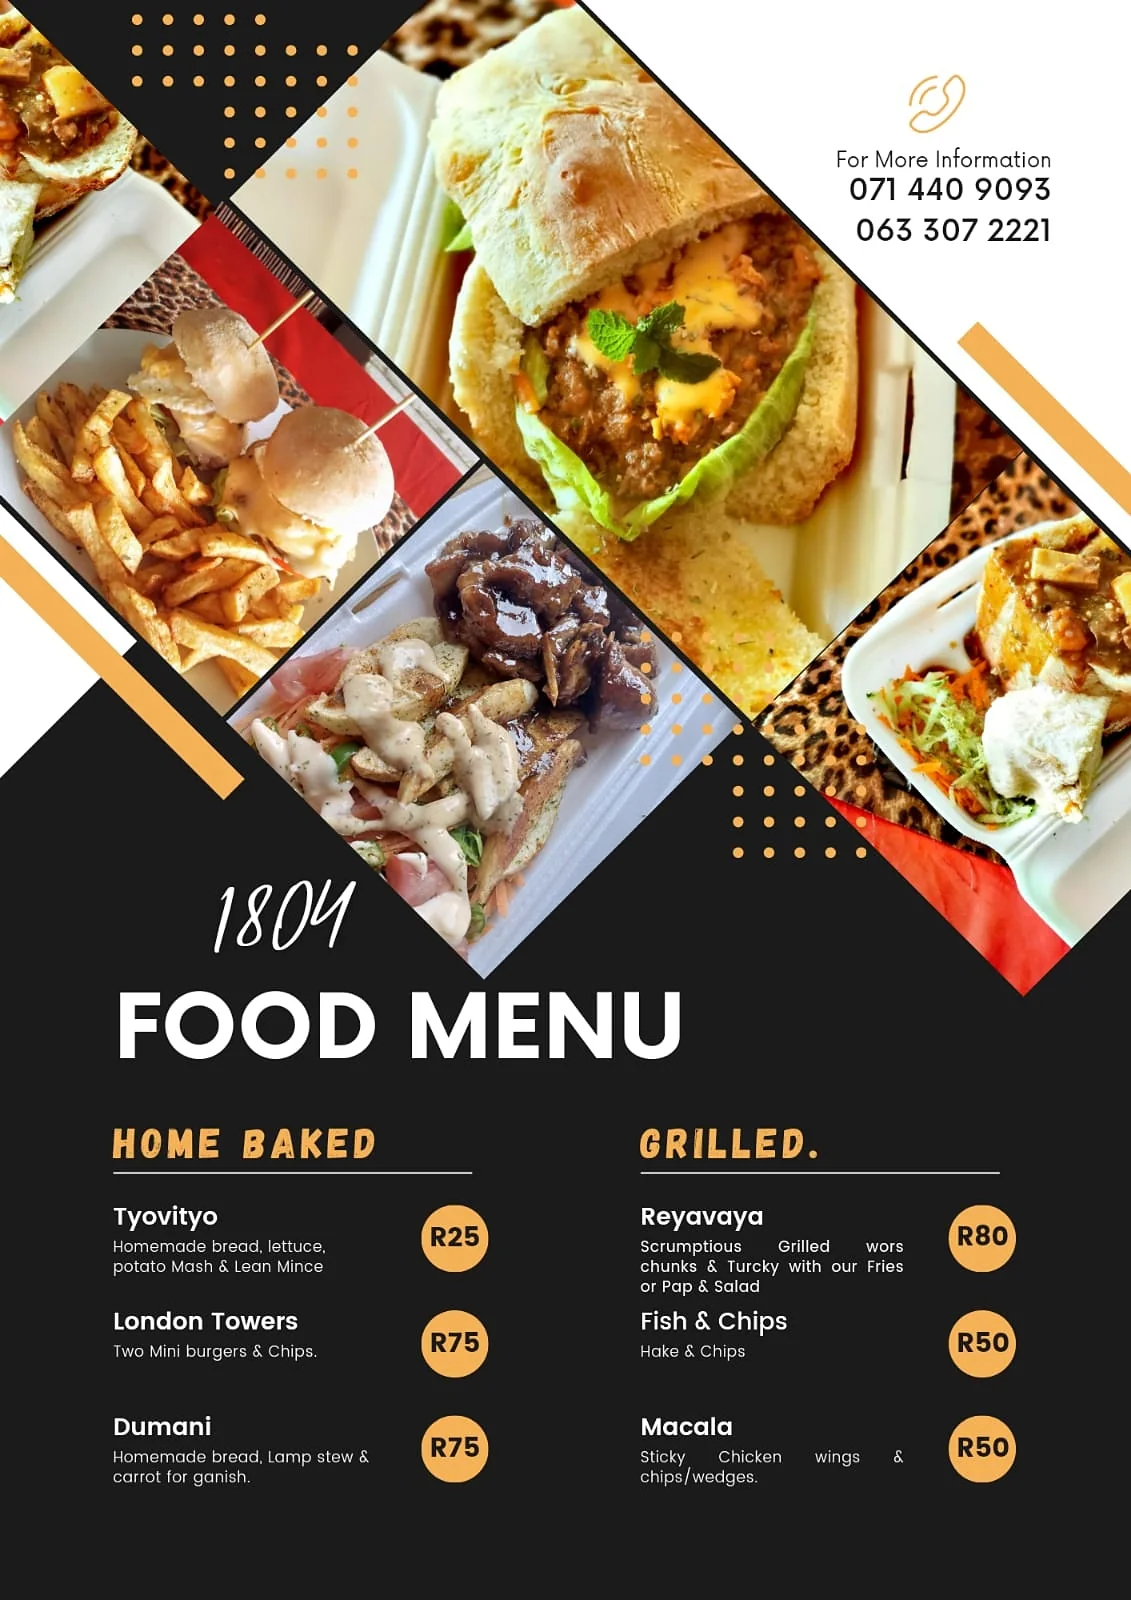 For More Information
071 440 9093
063 307 2221
1804
FOOD MENU
HOME BAKED
Tyovityo
R25
Homemade bread, lettuce,
potato Mash & Lean Mince
London Towers
R75
Two Mini burgers & Chips.
Dumani
R75
Homemade bread, Lamp stew &
carrot for ganish.
GRILLED.
Reyavaya
R80
Scrumptious Grilled wors
chunks & Turcky with our Fries
or Pap & Salad
Fish & Chips
R50
Hake & Chips
Macala
R50
Sticky Chicken wings &
chips/wedges.